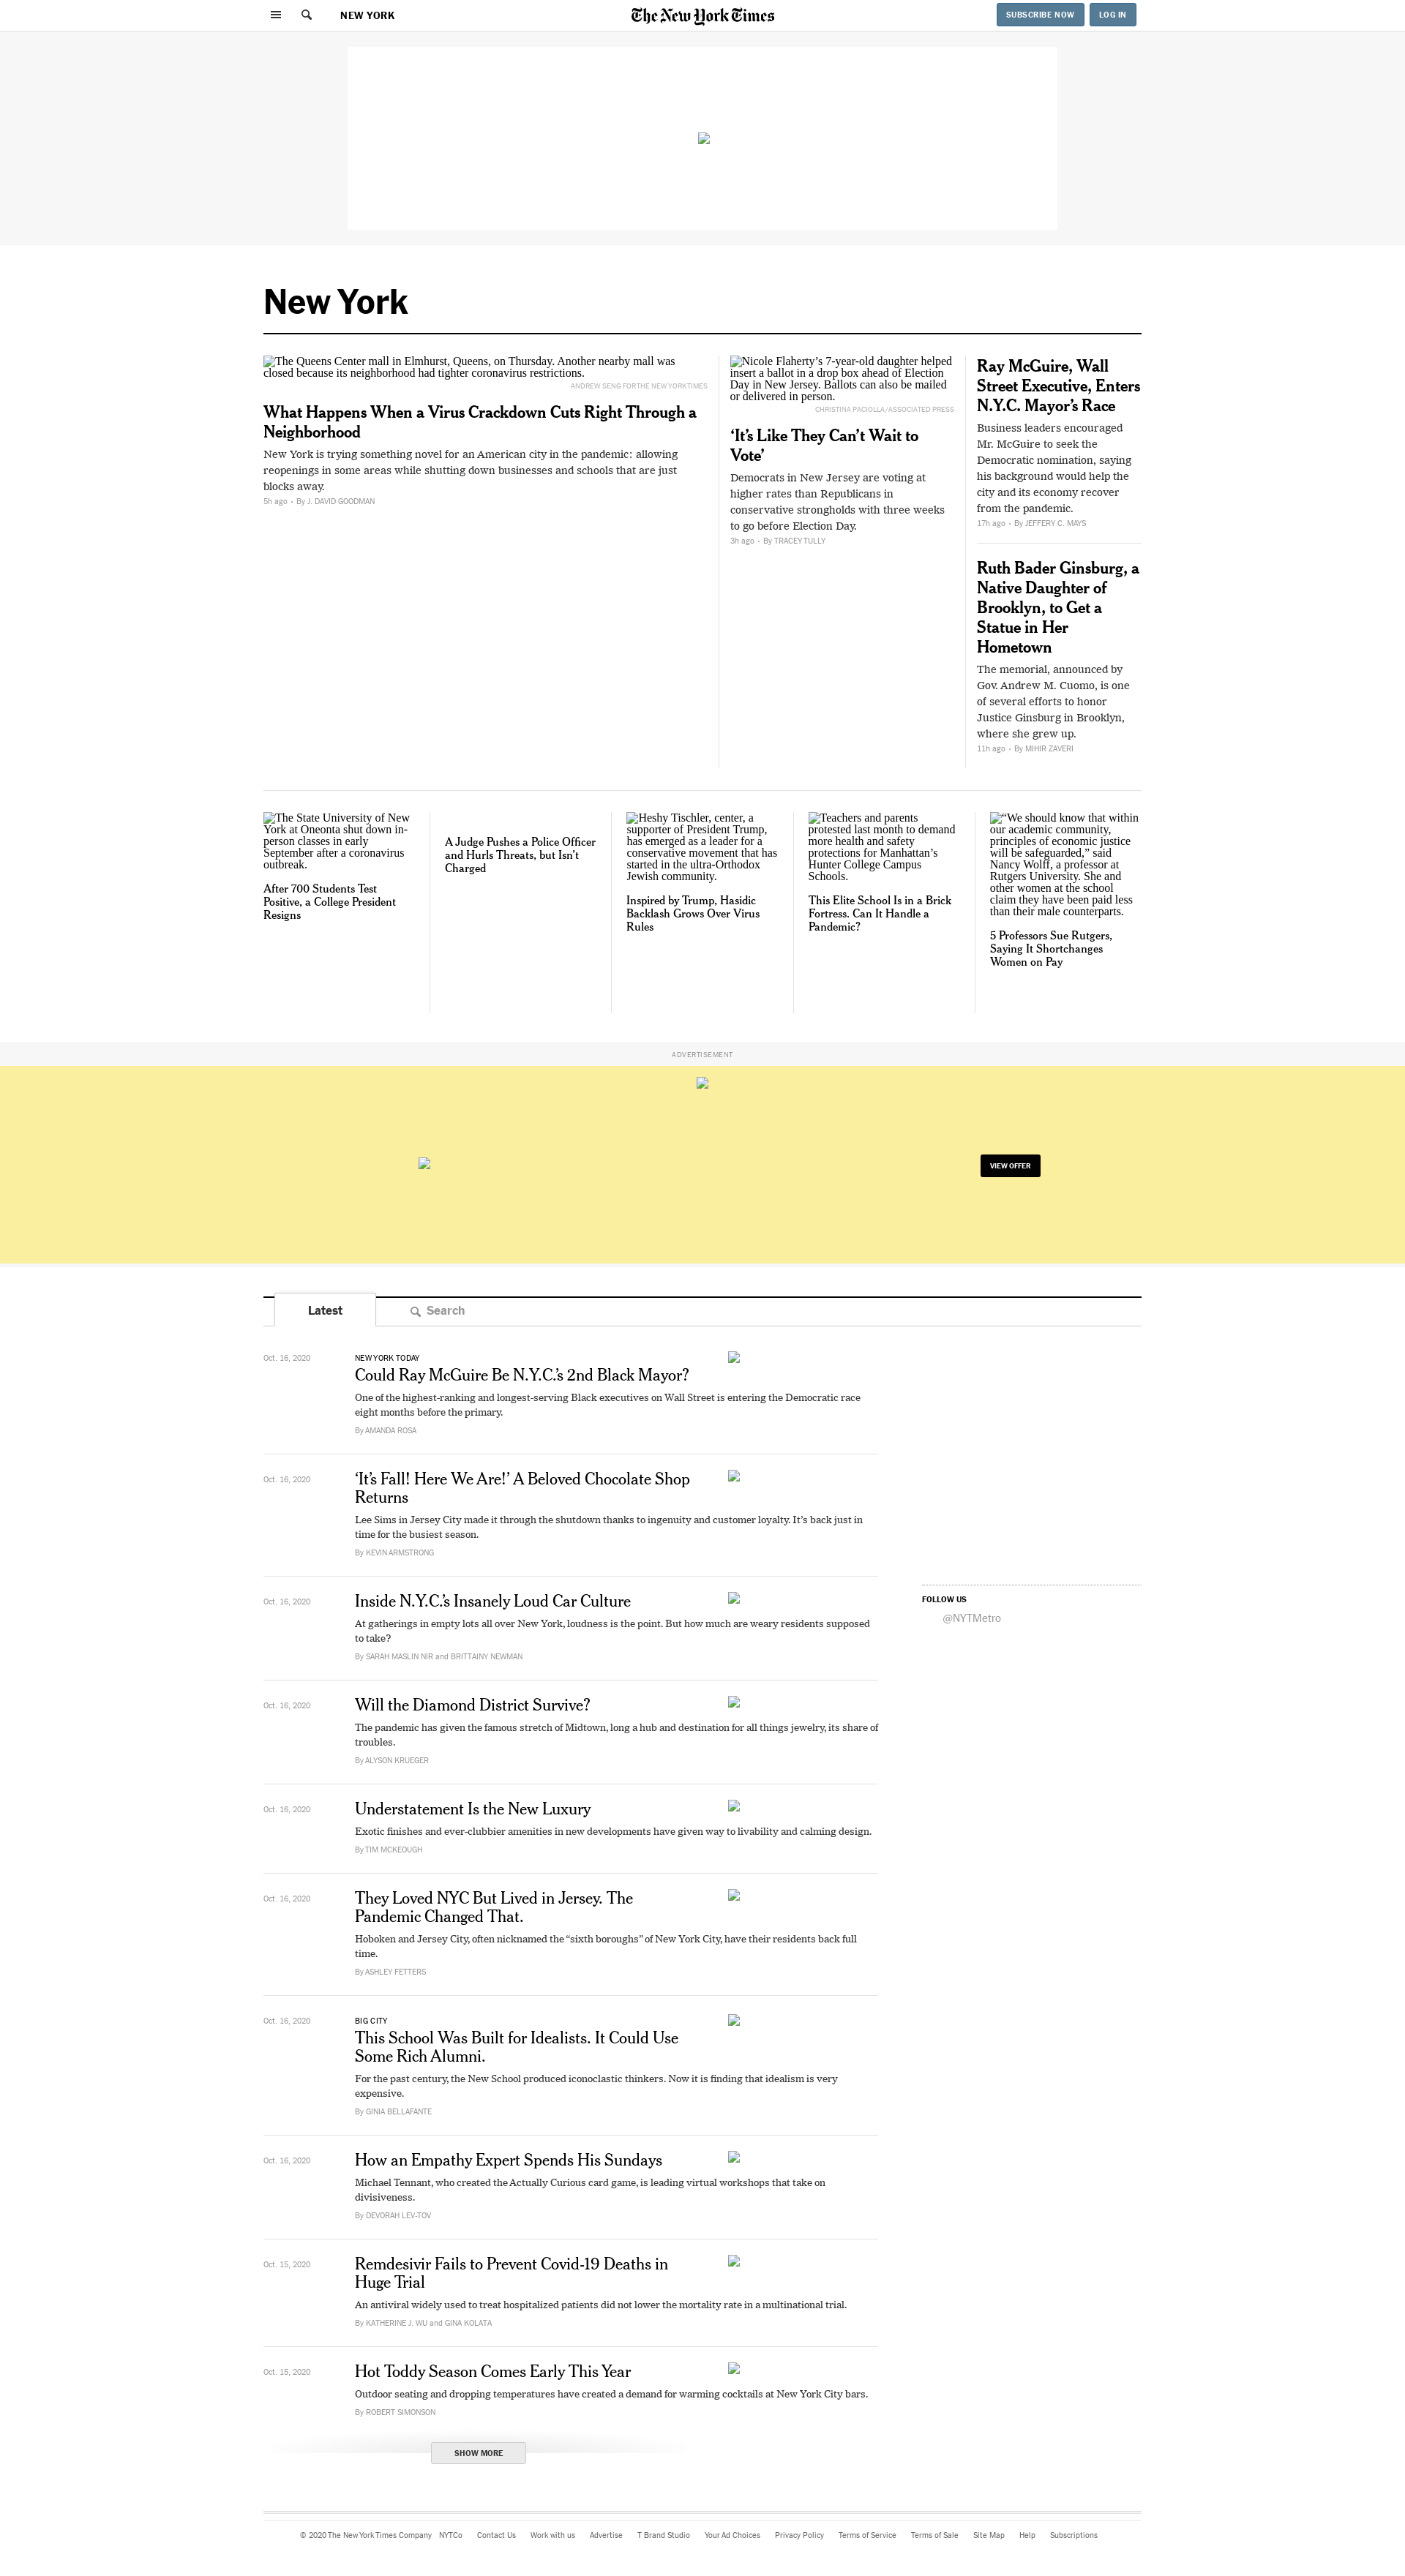 NEW YORK
The New York Times
SUBSCRIBE NOW
LOG IN
New York
The Queens Center mall in Elmhurst, Queens, on Thursday. Another nearby mall was
closed because its neighborhood had tighter coronavirus restrictions.
ANDREW SENG FOR THE NEW YORK TIMES
What Happens When a Virus Crackdown Cuts Right Through a
Neighborhood
New York is trying something novel for an American city in the pandemic: allowing
reopenings in some areas while shutting down businesses and schools that are just
blocks away.
5h ago • By J. DAVID GOODMAN
Nicole Flaherty’s 7-year-old daughter helped
insert a ballot in a drop box ahead of Election
Day in New Jersey. Ballots can also be mailed
or delivered in person.
CHRISTINA PACIOLLA/ASSOCIATED PRESS
‘It’s Like They Can’t Wait to
Vote’
Democrats in New Jersey are voting at
higher rates than Republicans in
conservative strongholds with three weeks
to go before Election Day.
3h ago • By TRACEY TULLY
Ray McGuire, Wall
Street Executive, Enters
N.Y.C. Mayor’s Race
Business leaders encouraged
Mr. McGuire to seek the
Democratic nomination, saying
his background would help the
city and its economy recover
from the pandemic.
17h ago • By JEFFERY C. MAYS
Ruth Bader Ginsburg, a
Native Daughter of
Brooklyn, to Get a
Statue in Her
Hometown
The memorial, announced by
Gov. Andrew M. Cuomo, is one
of several efforts to honor
Justice Ginsburg in Brooklyn,
where she grew up.
11h ago • By MIHIR ZAVERI
The State University of New
York at Oneonta shut down in-
person classes in early
September after a coronavirus
outbreak.
After 700 Students Test
Positive, a College President
Resigns
A Judge Pushes a Police Officer
and Hurls Threats, but Isn’t
Charged
Heshy Tischler, center, a
supporter of President Trump,
has emerged as a leader for a
conservative movement that has
started in the ultra-Orthodox
Jewish community.
Inspired by Trump, Hasidic
Backlash Grows Over Virus
Rules
Teachers and parents
protested last month to demand
more health and safety
protections for Manhattan’s
Hunter College Campus
Schools.
This Elite School Is in a Brick
Fortress. Can It Handle a
Pandemic?
“We should know that within
our academic community,
principles of economic justice
will be safeguarded,” said
Nancy Wolff, a professor at
Rutgers University. She and
other women at the school
claim they have been paid less
than their male counterparts.
5 Professors Sue Rutgers,
Saying It Shortchanges
Women on Pay
ADVERTISEMENT
VIEW OFFER
Latest
Search
Oct. 16, 2020
NEW YORK TODAY
Could Ray McGuire Be N.Y.C.’s 2nd Black Mayor?
One of the highest-ranking and longest-serving Black executives on Wall Street is entering the Democratic race
eight months before the primary.
By AMANDA ROSA
Oct. 16, 2020
‘It’s Fall! Here We Are!’ A Beloved Chocolate Shop
Returns
Lee Sims in Jersey City made it through the shutdown thanks to ingenuity and customer loyalty. It’s back just in
time for the busiest season.
By KEVIN ARMSTRONG
Oct. 16, 2020
Inside N.Y.C.’s Insanely Loud Car Culture
At gatherings in empty lots all over New York, loudness is the point. But how much are weary residents supposed
to take?
By SARAH MASLIN NIR and BRITTAINY NEWMAN
FOLLOW US
@NYTMetro
Oct. 16, 2020
Will the Diamond District Survive?
The pandemic has given the famous stretch of Midtown, long a hub and destination for all things jewelry, its share of
troubles.
By ALYSON KRUEGER
Oct. 16, 2020
Understatement Is the New Luxury
Exotic finishes and ever-clubbier amenities in new developments have given way to livability and calming design.
By TIM MCKEOUGH
Oct. 16, 2020
They Loved NYC But Lived in Jersey. The
Pandemic Changed That.
Hoboken and Jersey City, often nicknamed the “sixth boroughs” of New York City, have their residents back full
time.
By ASHLEY FETTERS
Oct. 16, 2020
BIG CITY
This School Was Built for Idealists. It Could Use
Some Rich Alumni.
For the past century, the New School produced iconoclastic thinkers. Now it is finding that idealism is very
expensive.
By GINIA BELLAFANTE
Oct. 16, 2020
How an Empathy Expert Spends His Sundays
Michael Tennant, who created the Actually Curious card game, is leading virtual workshops that take on
divisiveness.
By DEVORAH LEV-TOV
Oct. 15, 2020
Remdesivir Fails to Prevent Covid-19 Deaths in
Huge Trial
An antiviral widely used to treat hospitalized patients did not lower the mortality rate in a multinational trial.
By KATHERINE J. WU and GINA KOLATA
Oct. 15, 2020
Hot Toddy Season Comes Early This Year
Outdoor seating and dropping temperatures have created a demand for warming cocktails at New York City bars.
By ROBERT SIMONSON
SHOW MORE
© 2020 The New York Times Company NYTCo Contact Us Work with us Advertise T Brand Studio Your Ad Choices Privacy Policy Terms of Service Terms of Sale Site Map Help Subscriptions